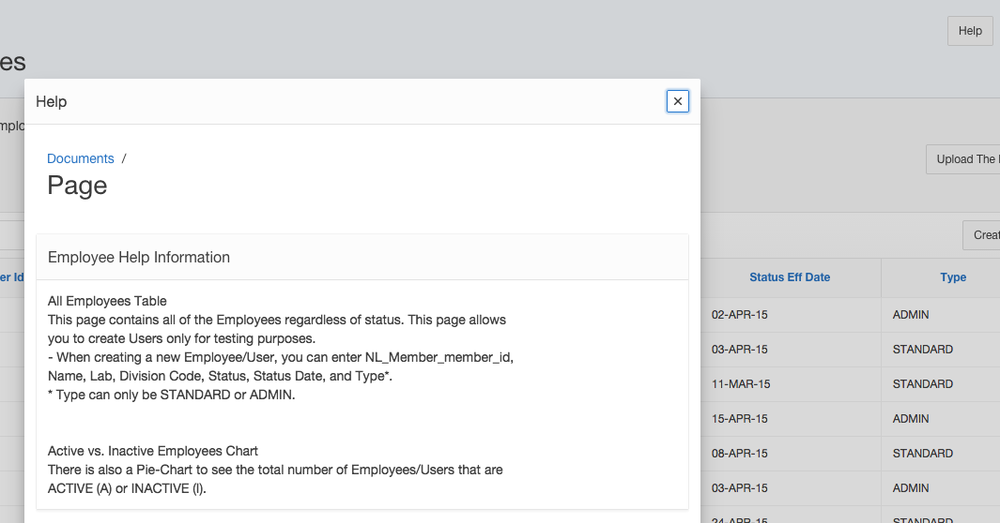 Help
es
Help
×
mplo
Documents /
Upload The
Page
Creat
Employee Help Information
er Id
Status Eff Date Type
All Employees Table
02-APR-15 ADMIN
This page contains all of the Employees regardless of status. This page allows
you to create Users only for testing purposes.
03-APR-15 STANDARD
- When creating a new Employee/User, you can enter NL_Member_member_id,
Name, Lab, Division Code, Status, Status Date, and Type*.
11-MAR-15 STANDARD
* Type can only be STANDARD or ADMIN.
15-APR-15 ADMIN
Active vs. Inactive Employees Chart
08-APR-15 STANDARD
There is also a Pie-Chart to see the total number of Employees/Users that are
ACTIVE (A) or INACTIVE (I).
03-APR-15 ADMIN
24-APR-15 STANDARD